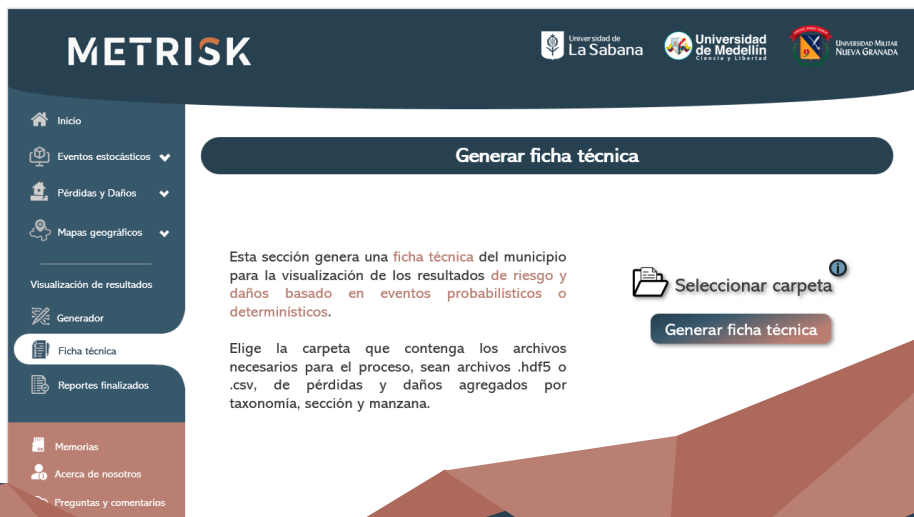 METRISK
Universidad de
La Sabana
Universidad
de Medellín
Ciencia y Libertad
UNIVERSIDAD MILITAR
NUEVA GRANADA
Inicio
Eventos estocásticos
Pérdidas y Daños
Mapas geográficos
Visualización de resultados
Generador
Ficha técnica
Reportes finalizados
Memorias
Acerca de nosotros
Preguntas y comentarios
Generar ficha técnica
Esta sección genera una ficha técnica del municipio
para la visualización de los resultados de riesgo y
daños basado en eventos probabilísticos o
determinísticos.
Elige la carpeta que contenga los archivos
necesarios para el proceso, sean archivos .hdf5 o
.csv, de pérdidas y daños agregados por
taxonomía, sección y manzana.
Seleccionar carpeta
i
Generar ficha técnica